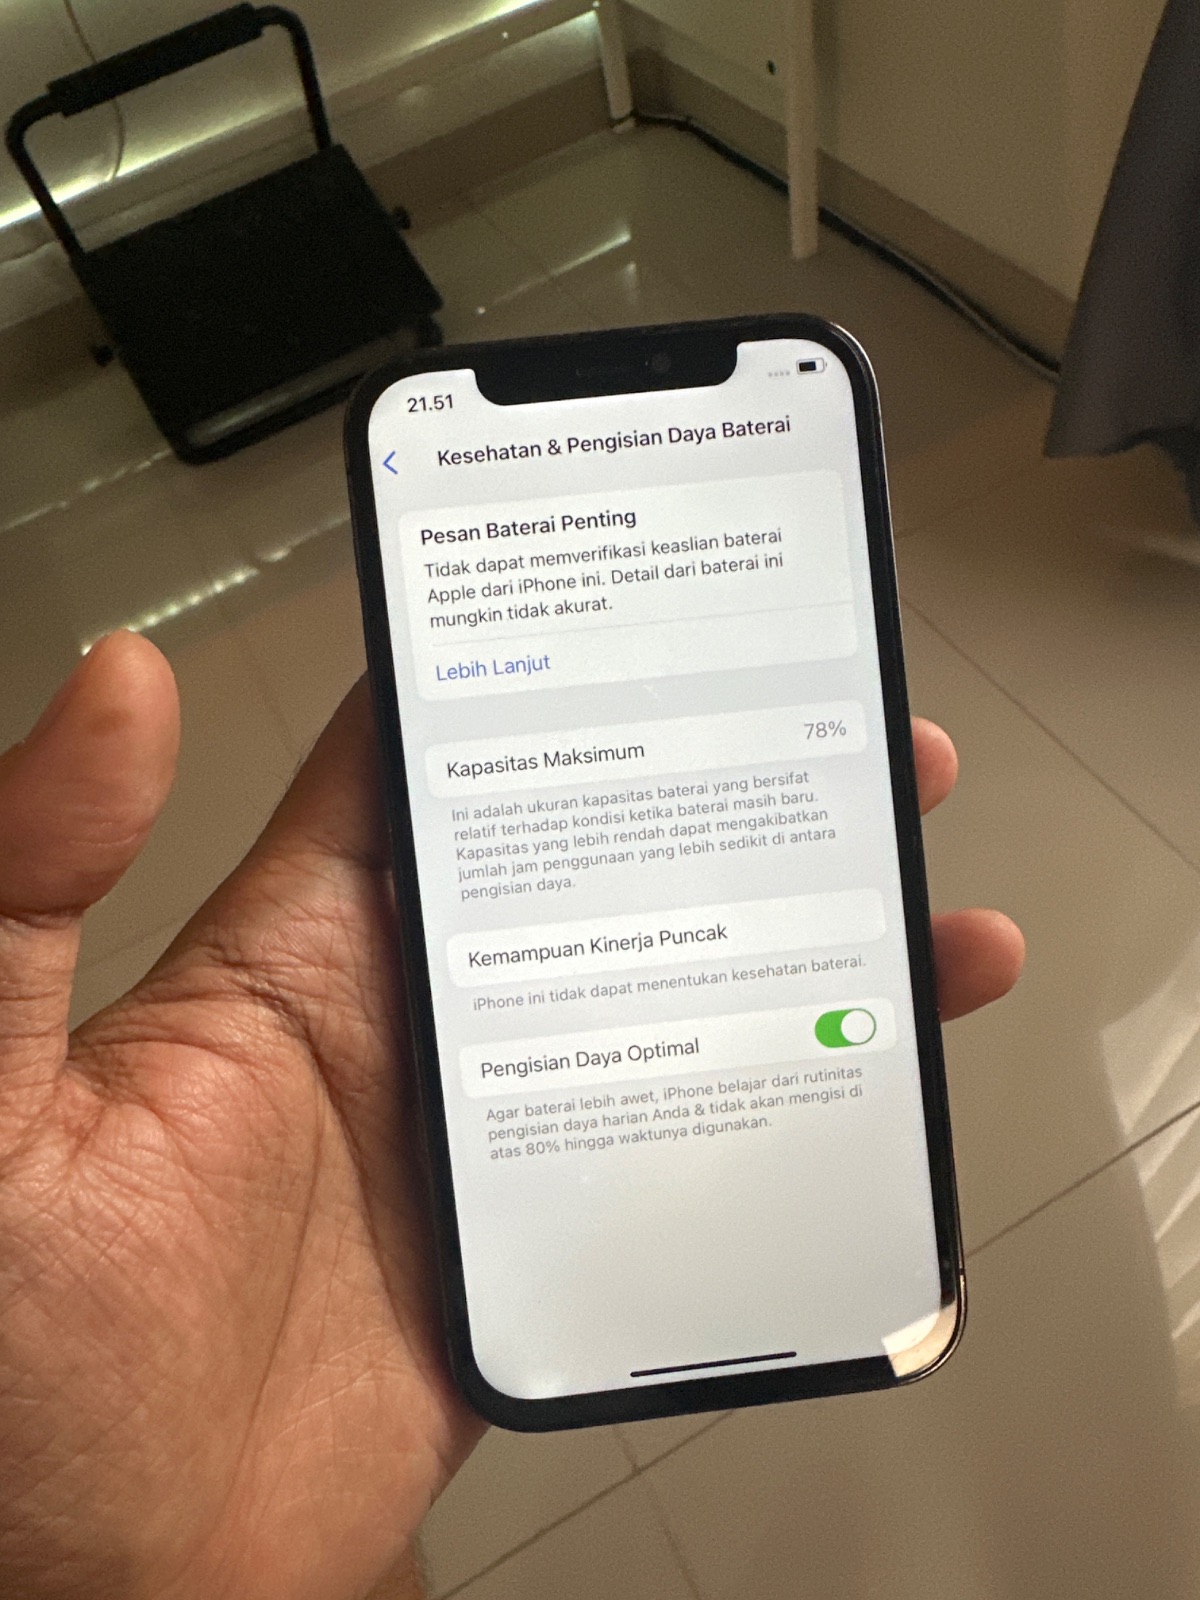 21.51
Kesehatan & Pengisian Daya Baterai
Pesan Baterai Penting
Tidak dapat memverifikasi keaslian baterai
Apple dari iPhone ini. Detail dari baterai ini
mungkin tidak akurat.
Lebih Lanjut
Kapasitas Maksimum 78%
Ini adalah ukuran kapasitas baterai yang bersifat
relatif terhadap kondisi ketika baterai masih baru.
Kapasitas yang lebih rendah dapat mengakibatkan
jumlah jam penggunaan yang lebih sedikit di antara
pengisian daya.
Kemampuan Kinerja Puncak
iPhone ini tidak dapat menentukan kesehatan baterai.
Pengisian Daya Optimal
Agar baterai lebih awet, iPhone belajar dari rutinitas
pengisian daya harian Anda & tidak akan mengisi di
atas 80% hingga waktunya digunakan.